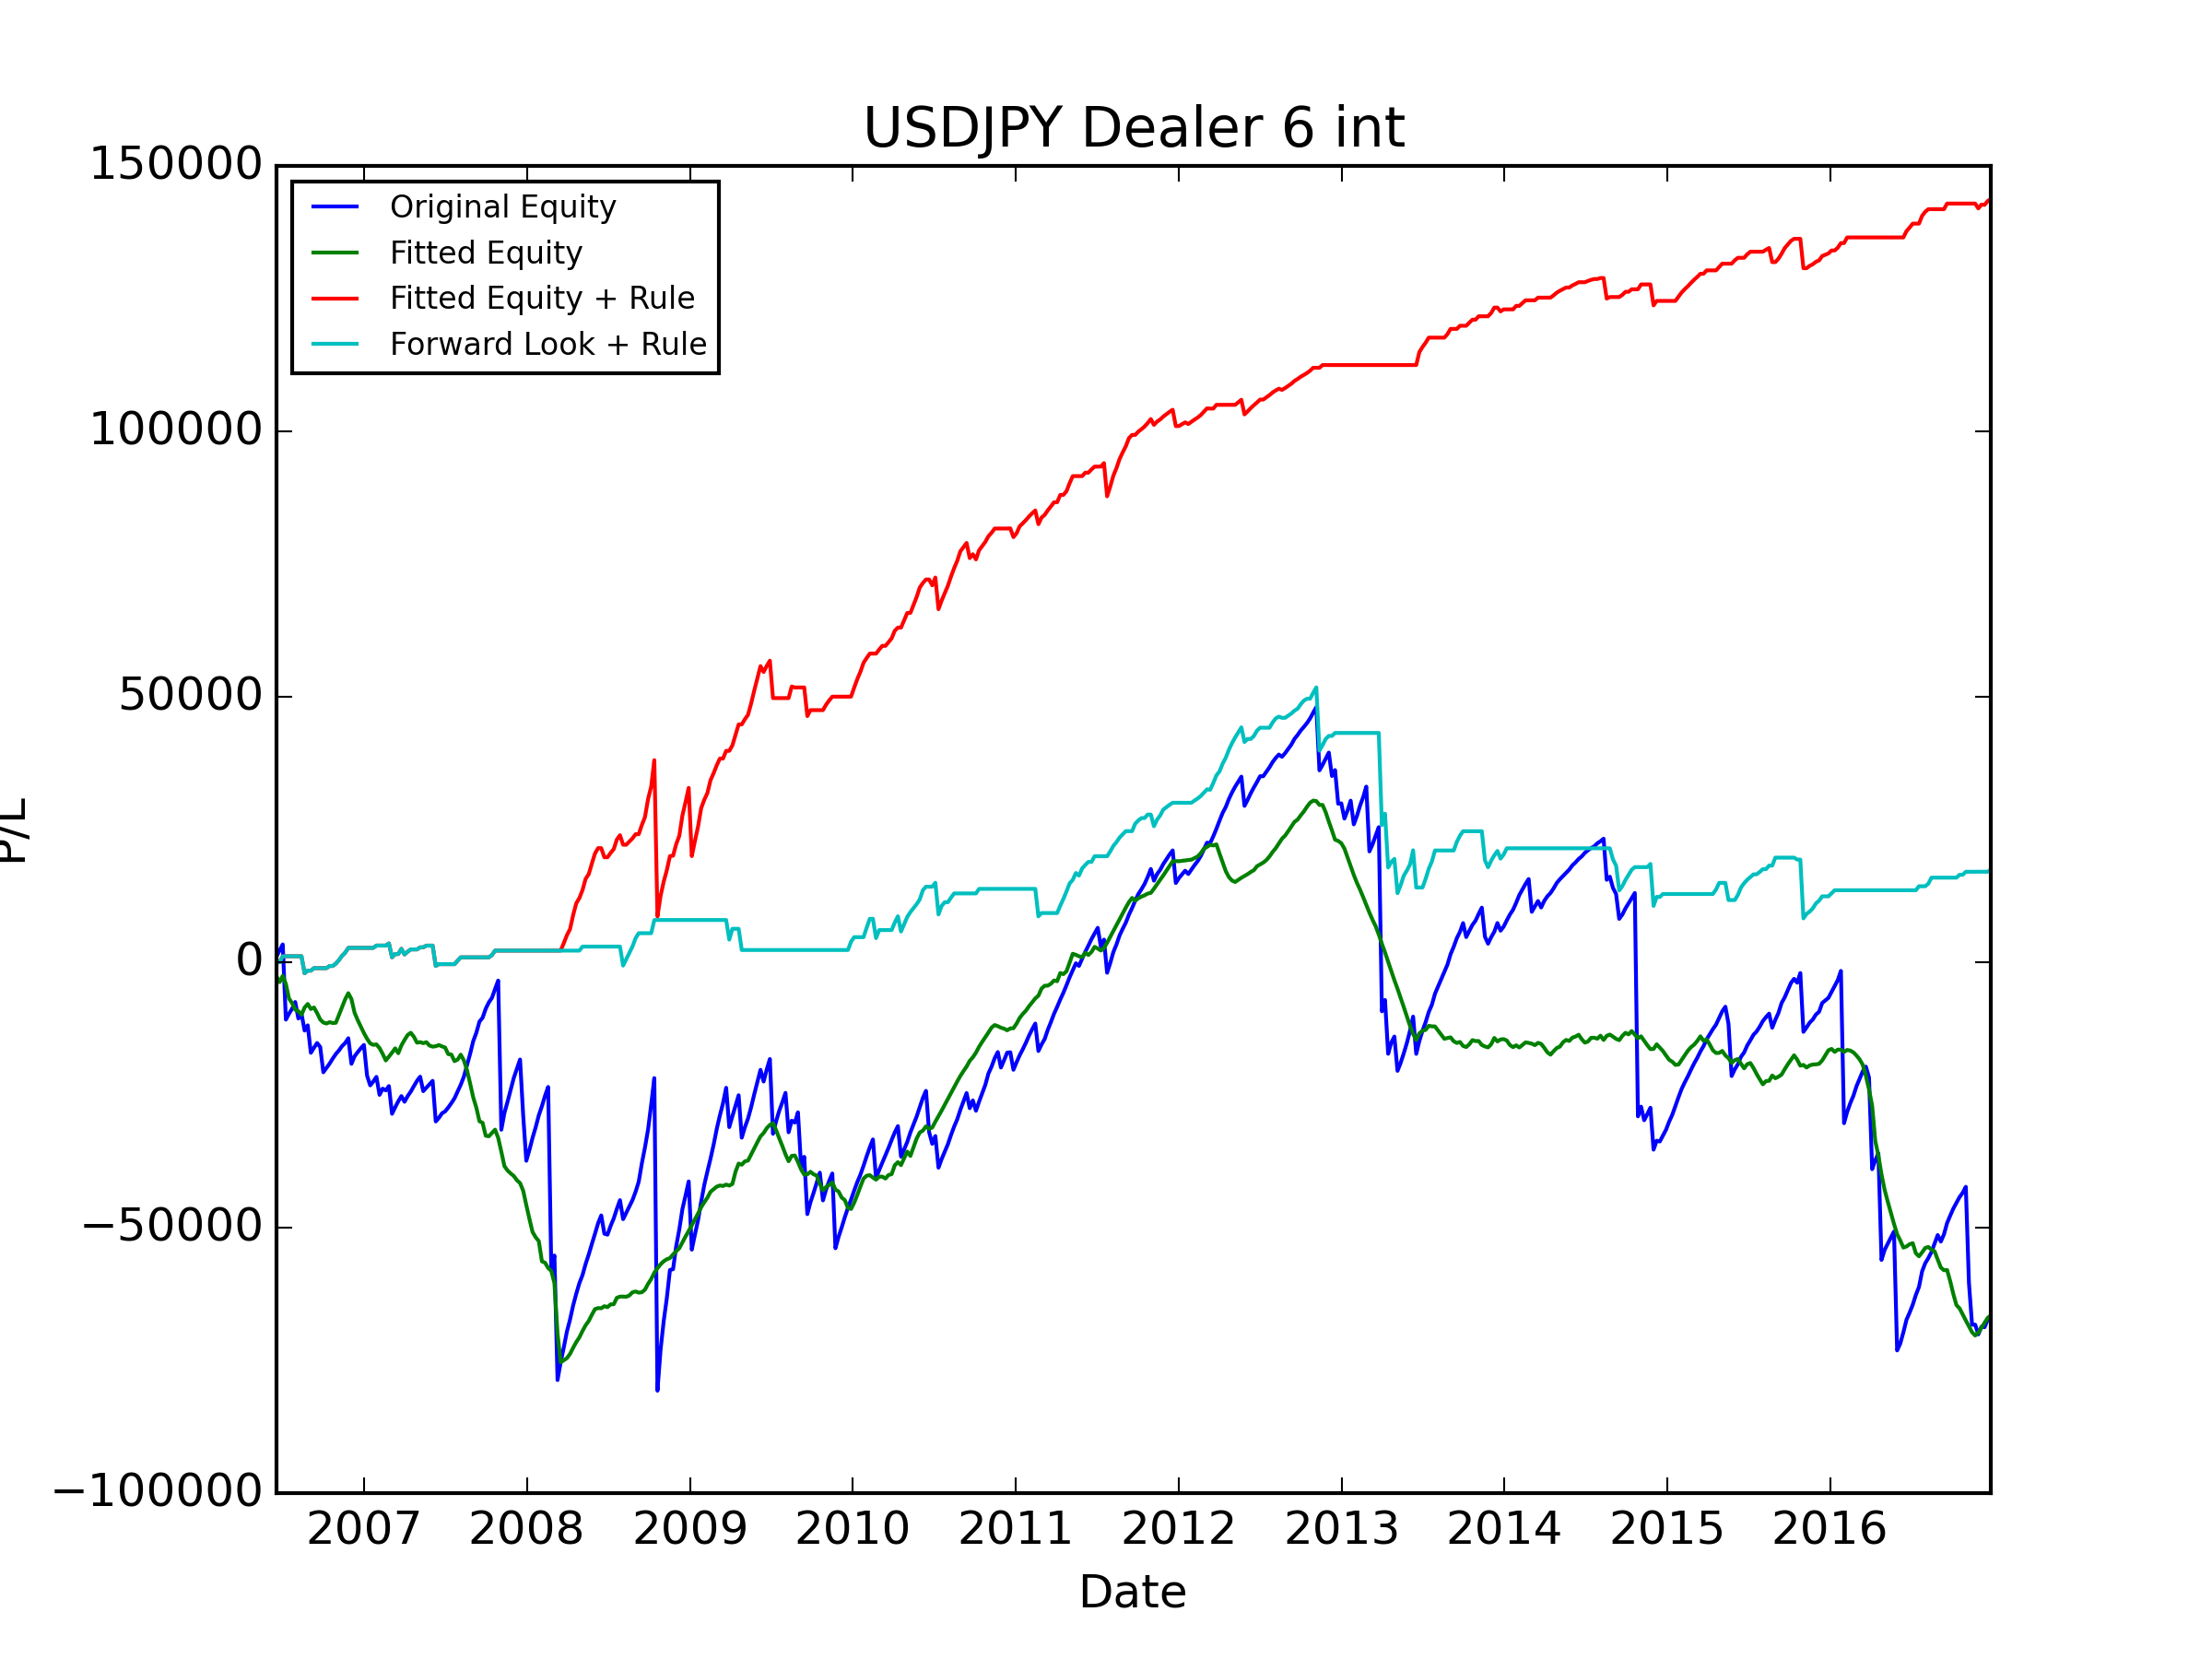 USDJPY Dealer 6 int
150000
100000
50000
0
−50000
−100000
P/L
Original Equity
Fitted Equity
Fitted Equity + Rule
Forward Look + Rule
2007 2008 2009 2010 2011 2012 2013 2014 2015 2016
Date